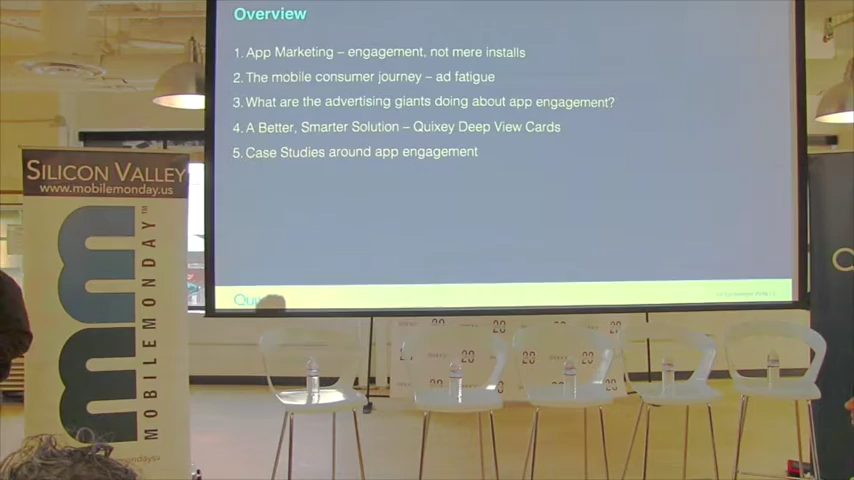 Overview
1. App Marketing – engagement, not mere installs
2. The mobile consumer journey – ad fatigue
3. What are the advertising giants doing about app engagement?
4. A Better, Smarter Solution – Quixey Deep View Cards
5. Case Studies around app engagement
SILICON VALLEY
www.mobilemonday.us
MOBILEMONDAY™
mondaysv